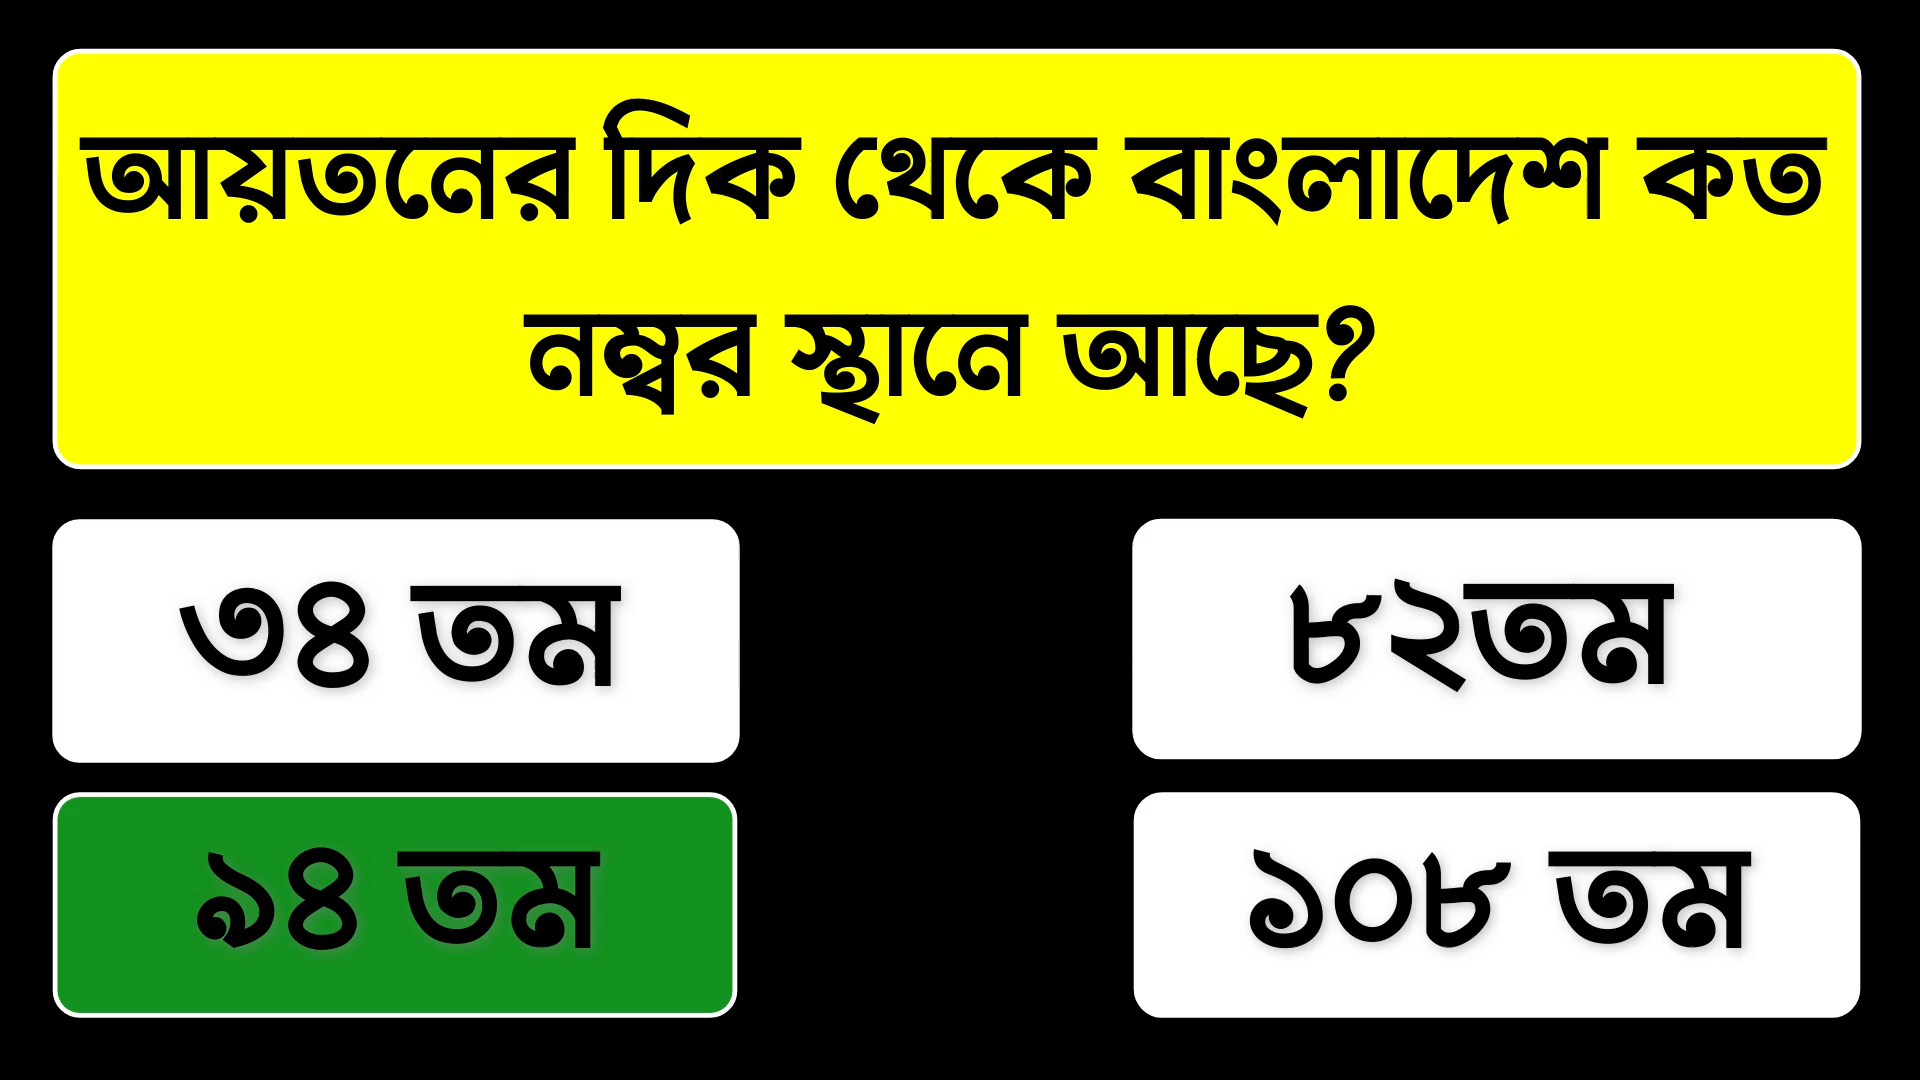 আয়তনের দিক থেকে বাংলাদেশ কত
নম্বর স্থানে আছে?
৩৪ তম
৮২তম
৯৪ তম
১০৮ তম